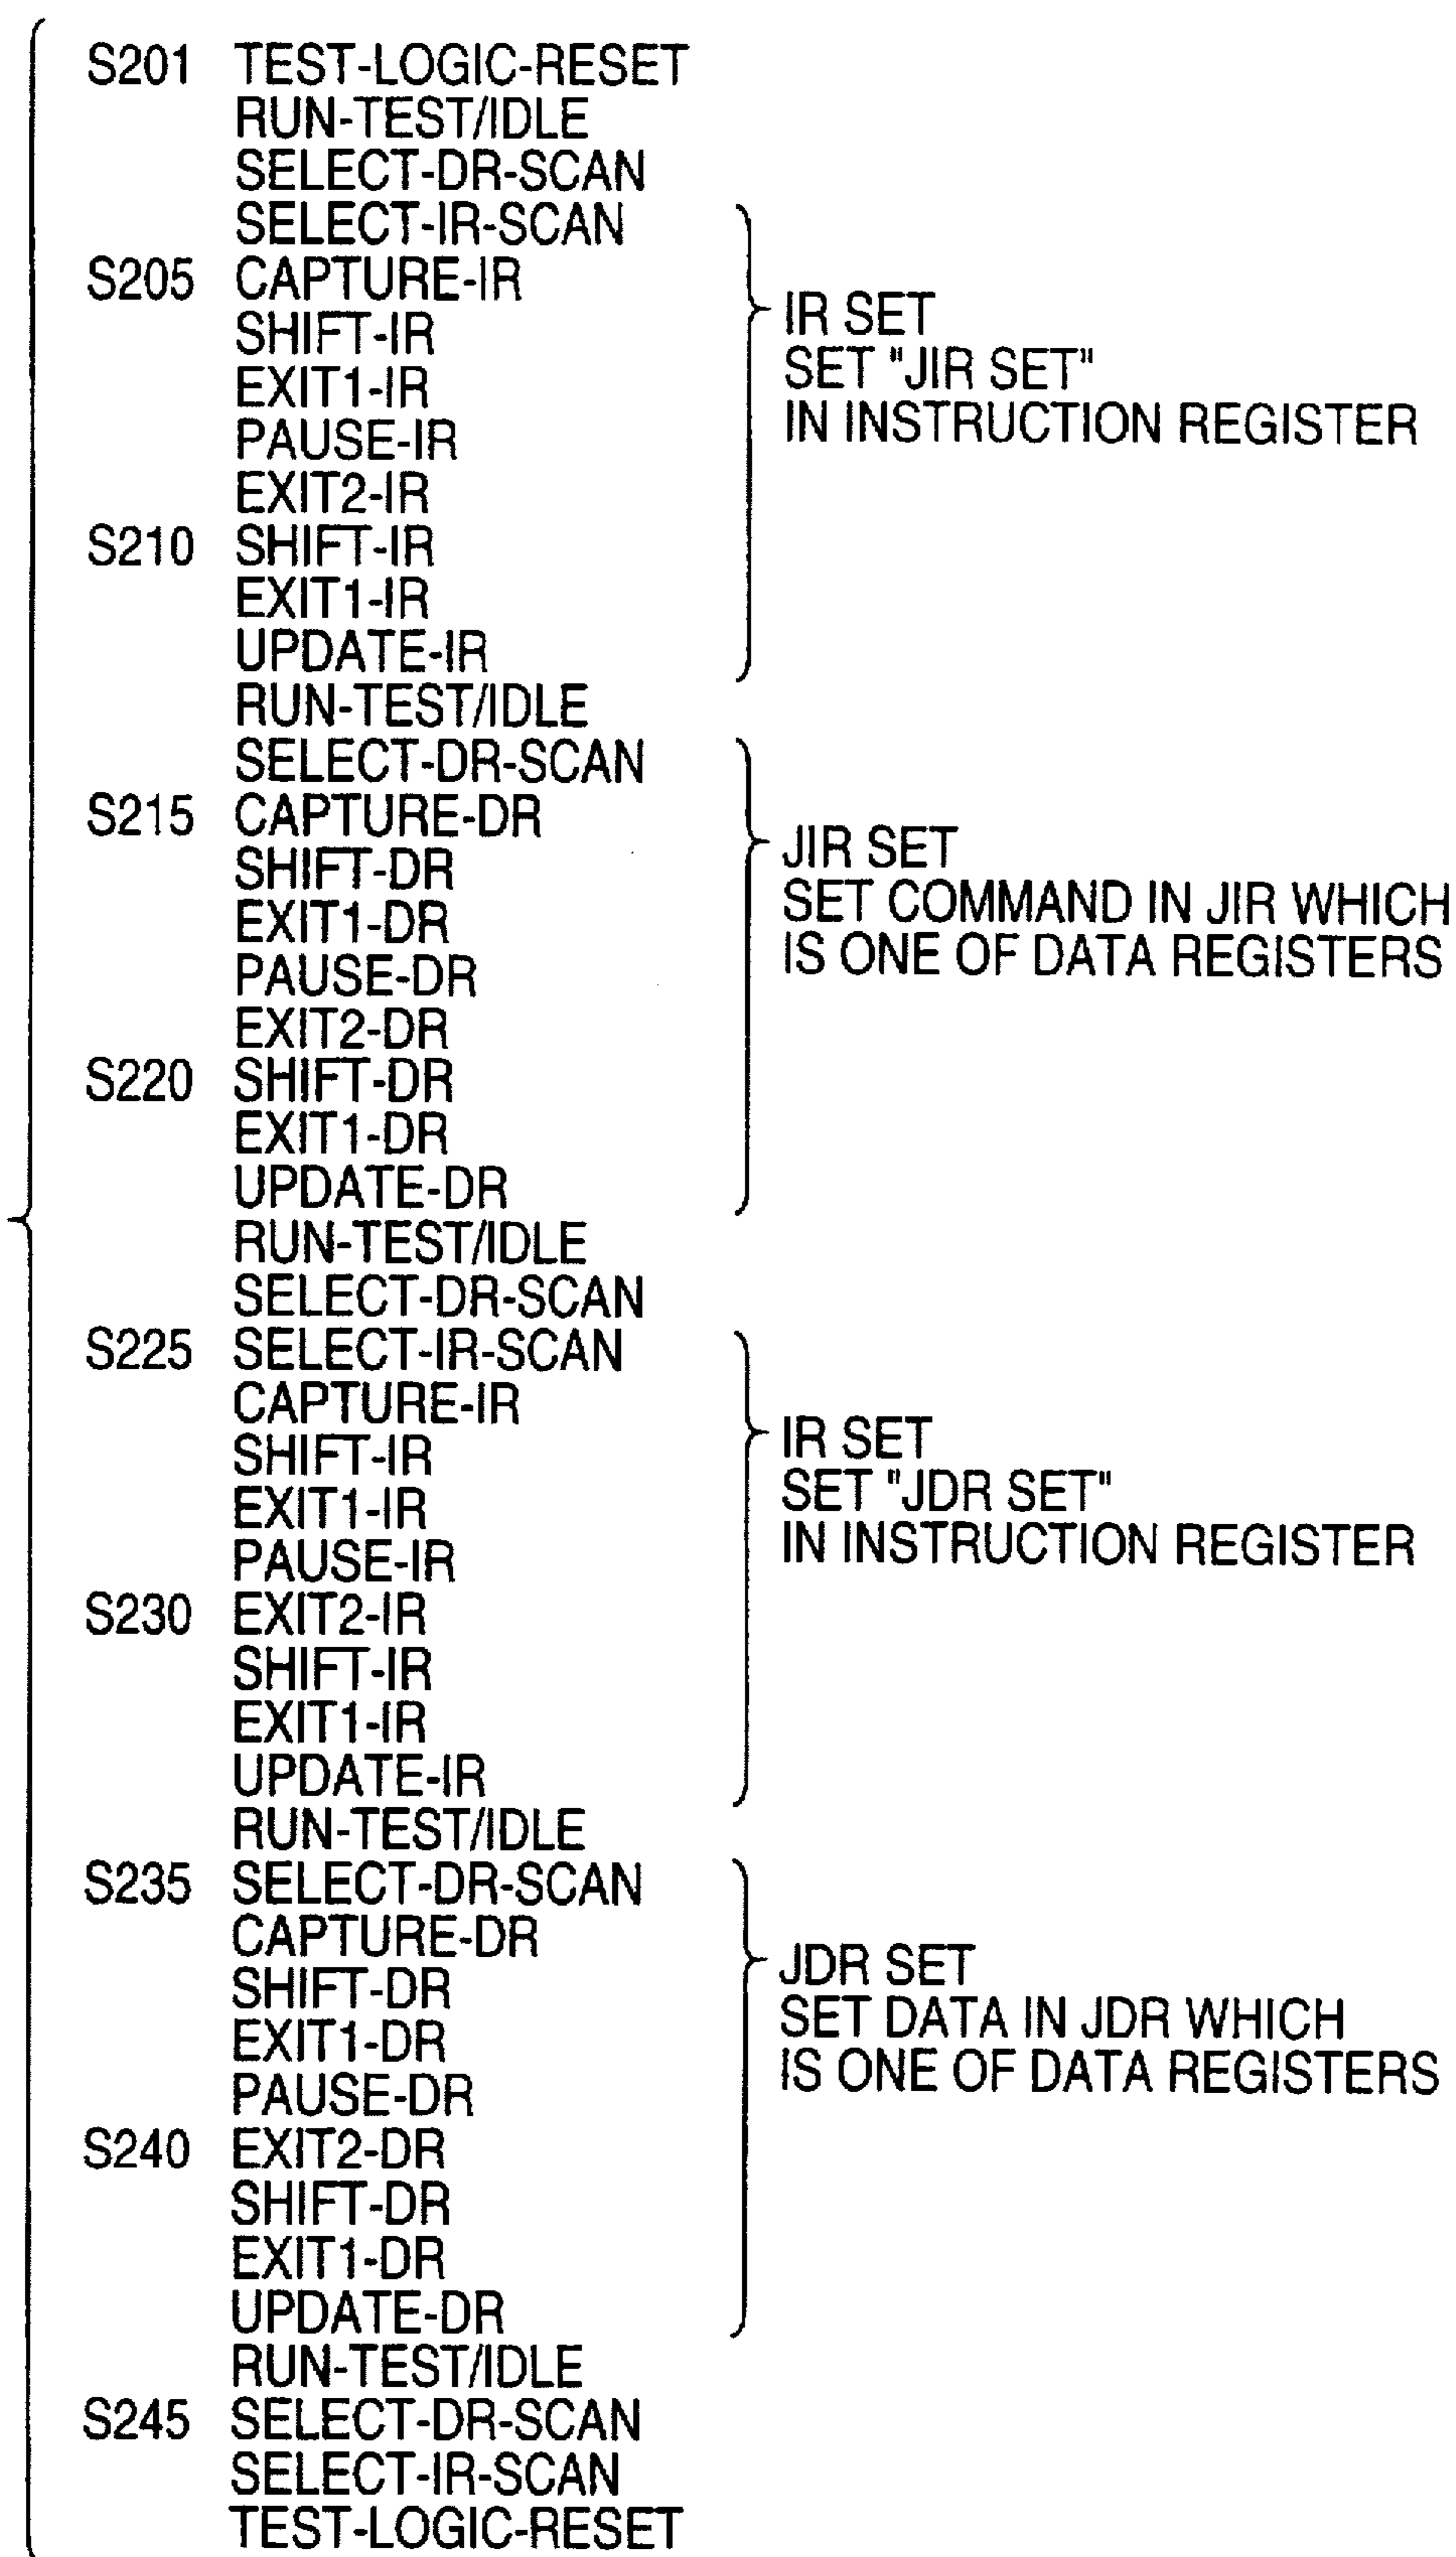 S201 TEST-LOGIC-RESET
RUN-TEST/IDLE
SELECT-DR-SCAN
SELECT-IR-SCAN
S205 CAPTURE-IR
SHIFT-IR
EXIT1-IR
PAUSE-IR
EXIT2-IR
S210 SHIFT-IR
EXIT1-IR
UPDATE-IR
IR SET
SET "JIR SET"
IN INSTRUCTION REGISTER
RUN-TEST/IDLE
SELECT-DR-SCAN
S215 CAPTURE-DR
SHIFT-DR
EXIT1-DR
PAUSE-DR
EXIT2-DR
S220 SHIFT-DR
EXIT1-DR
UPDATE-DR
JIR SET
SET COMMAND IN JIR WHICH
IS ONE OF DATA REGISTERS
RUN-TEST/IDLE
SELECT-DR-SCAN
S225 SELECT-IR-SCAN
CAPTURE-IR
SHIFT-IR
EXIT1-IR
PAUSE-IR
S230 EXIT2-IR
SHIFT-IR
EXIT1-IR
UPDATE-IR
IR SET
SET "JDR SET"
IN INSTRUCTION REGISTER
RUN-TEST/IDLE
S235 SELECT-DR-SCAN
CAPTURE-DR
SHIFT-DR
EXIT1-DR
PAUSE-DR
S240 EXIT2-DR
SHIFT-DR
EXIT1-DR
UPDATE-DR
JDR SET
SET DATA IN JDR WHICH
IS ONE OF DATA REGISTERS
RUN-TEST/IDLE
S245 SELECT-DR-SCAN
SELECT-IR-SCAN
TEST-LOGIC-RESET